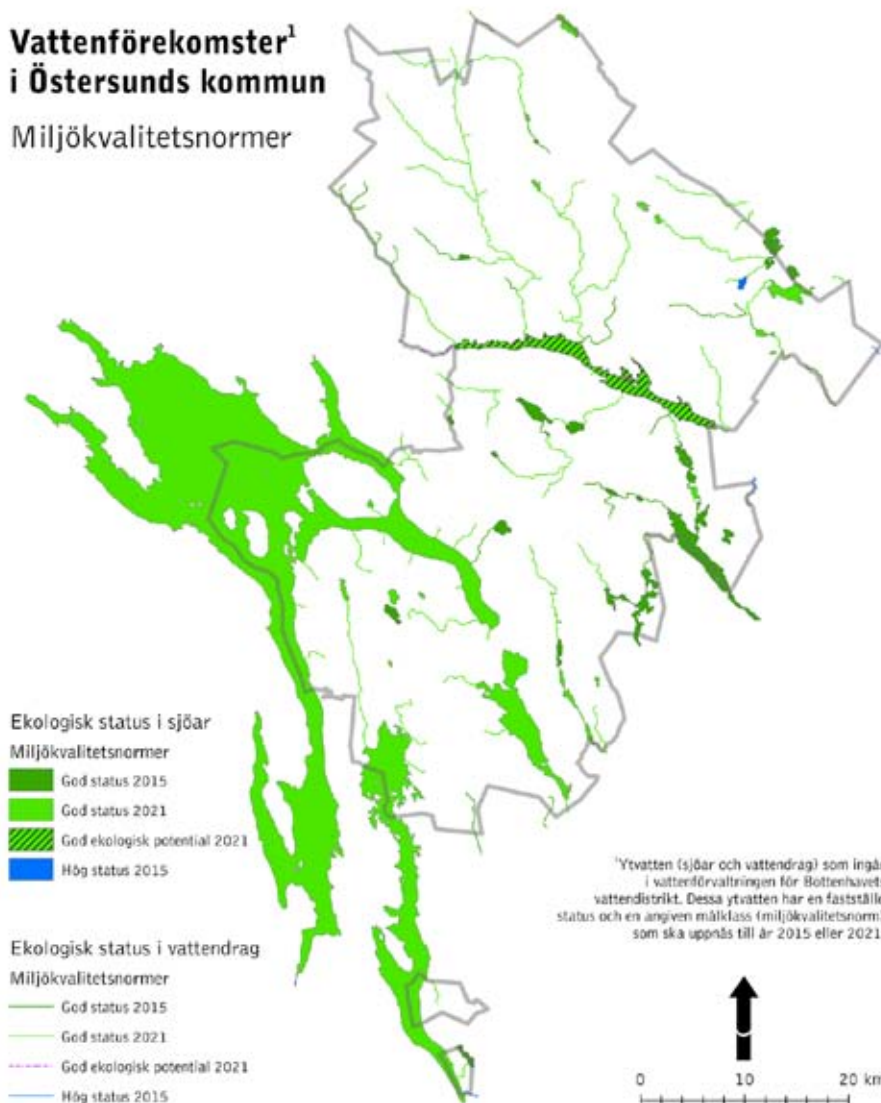 Vattenförekomster¹
i Östersunds kommun
Miljökvalitetsnormer
Ekologisk status i sjöar
Miljökvalitetsnormer
God status 2015
God status 2021
God ekologisk potential 2021
Hög status 2015
¹Ytvatten (sjöar och vattendrag) som ingå
i vattenförvaltningen för Bottenhavets
vattendistrikt. Dessa ytvatten har en fastställe
status och en angiven målklass (miljökvalitetsnorm)
som ska uppnås till år 2015 eller 2021
Ekologisk status i vattendrag
Miljökvalitetsnormer
God status 2015
God status 2021
God ekologisk potential 2021
Hög status 2015
0 10 20 km